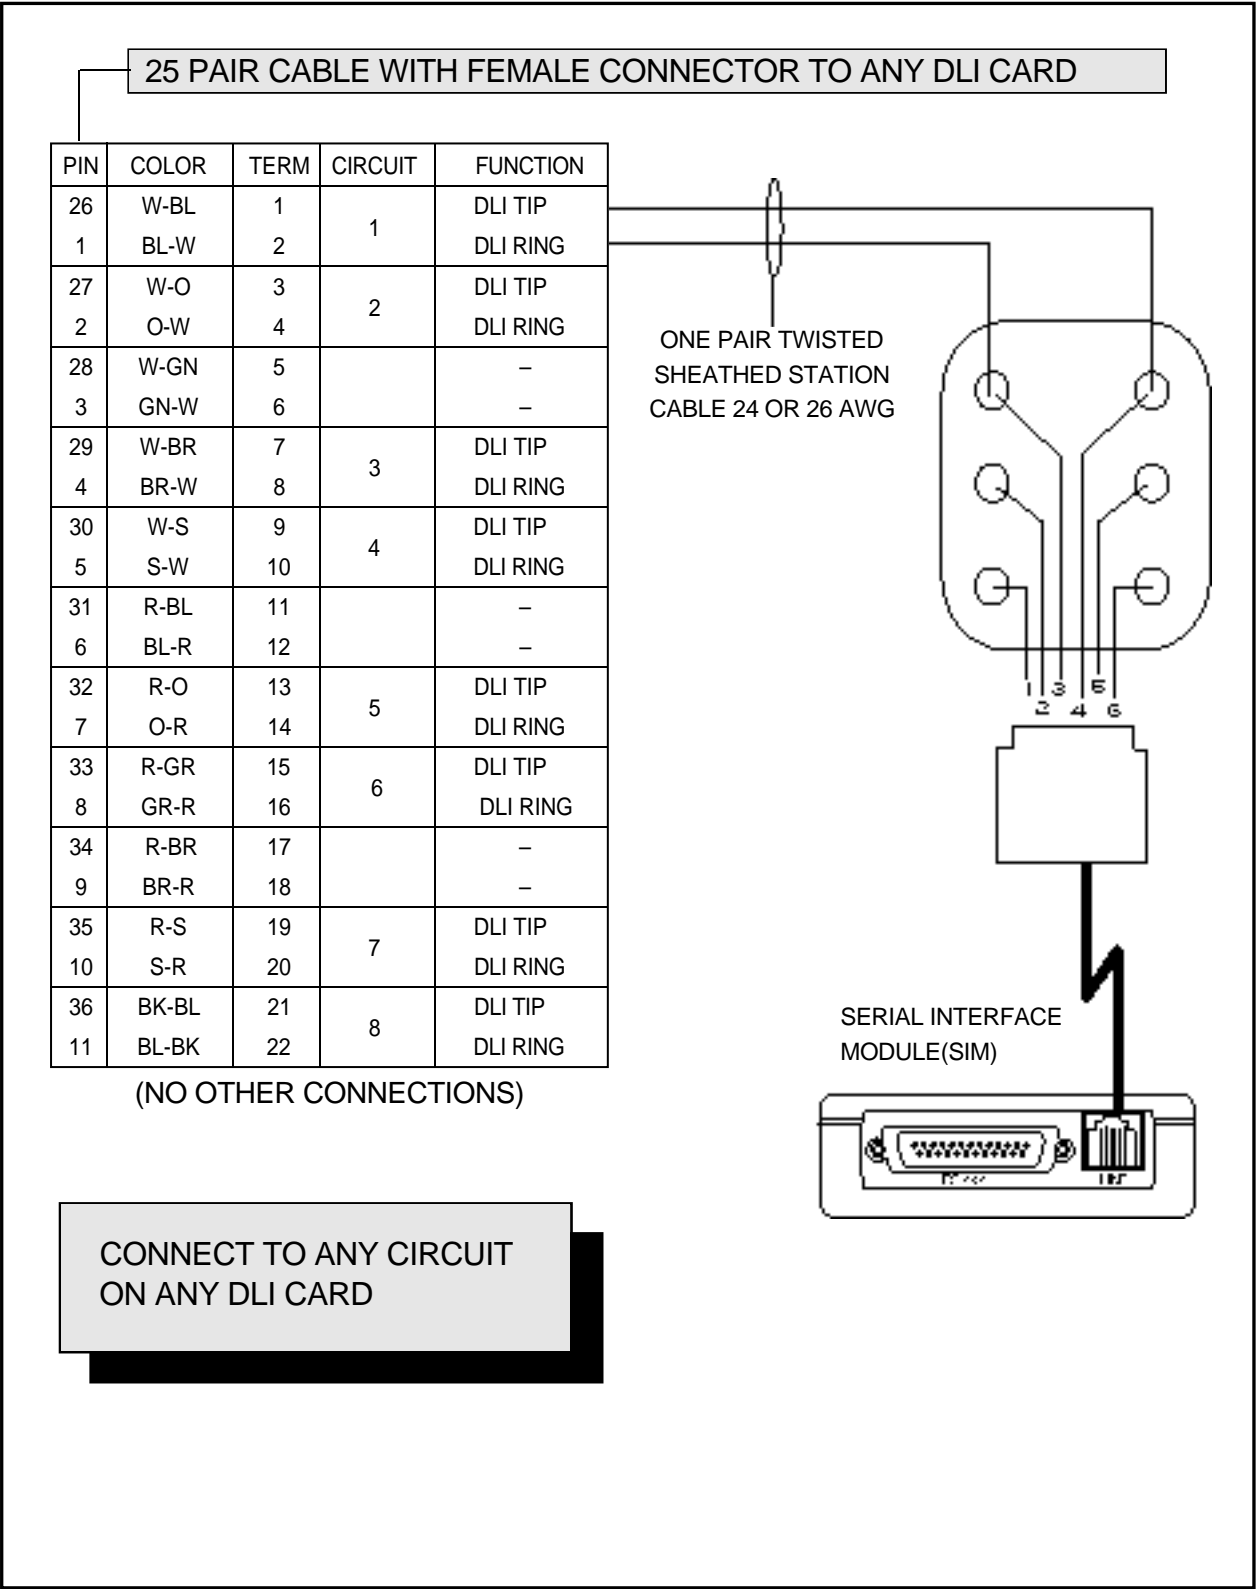 25 PAIR CABLE WITH FEMALE CONNECTOR TO ANY DLI CARD
PIN COLOR TERM CIRCUIT FUNCTION
26 W-BL 1 DLI TIP
1
1 BL-W 2 DLI RING
27 W-O 3 DLI TIP
2
2 O-W 4 DLI RING
28 W-GN 5 –
3 GN-W 6 –
29 W-BR 7 DLI TIP
3
4 BR-W 8 DLI RING
30 W-S 9 DLI TIP
4
5 S-W 10 DLI RING
31 R-BL 11 –
6 BL-R 12 –
32 R-O 13 DLI TIP
5
7 O-R 14 DLI RING
33 R-GR 15 DLI TIP
6
8 GR-R 16 DLI RING
34 R-BR 17 –
9 BR-R 18 –
35 R-S 19 DLI TIP
7
10 S-R 20 DLI RING
36 BK-BL 21 DLI TIP
8
11 BL-BK 22 DLI RING
(NO OTHER CONNECTIONS)
ONE PAIR TWISTED
SHEATHED STATION
CABLE 24 OR 26 AWG
1 2 3 4 5 6
SERIAL INTERFACE
MODULE(SIM)
CONNECT TO ANY CIRCUIT
ON ANY DLI CARD